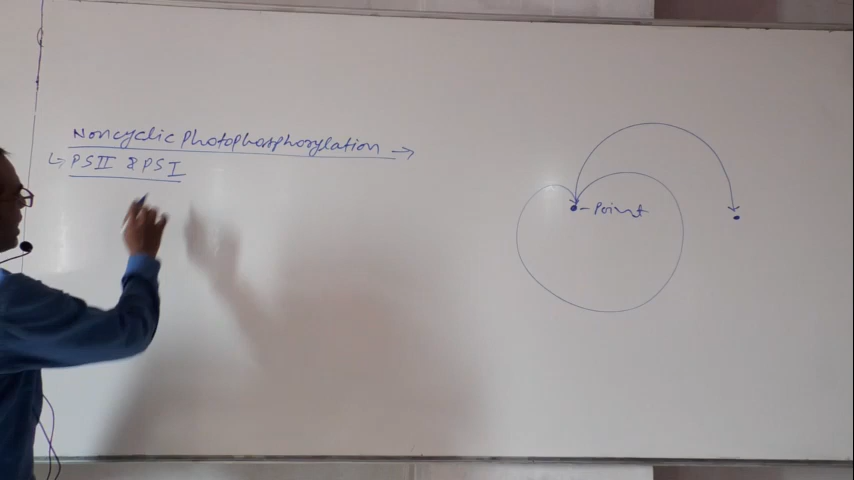 Noncyclic Photophosphorylation →
↳ PS II & PS I
- Point